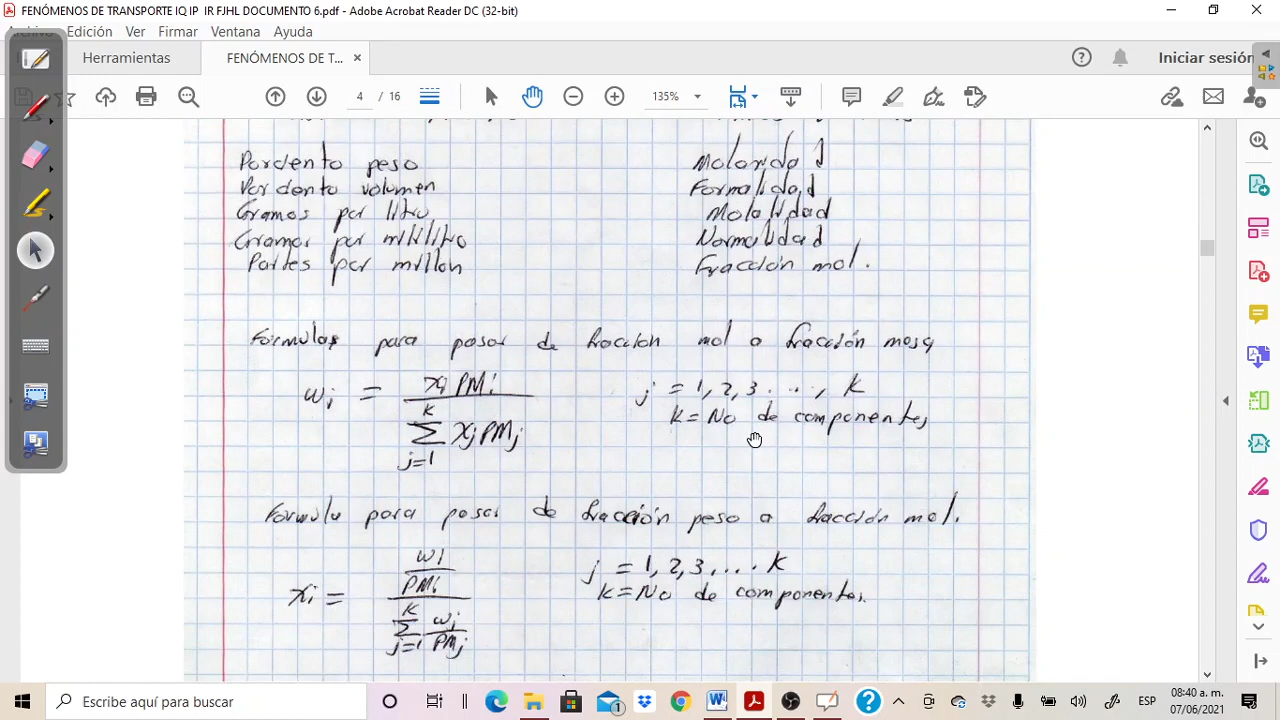 FENÓMENOS DE TRANSPORTE IQ IP IR FJHL DOCUMENTO 6.pdf - Adobe Acrobat Reader DC (32-bit)
Archivo Edición Ver Firmar Ventana Ayuda
Herramientas FENÓMENOS DE T... × Iniciar sesión
4 / 16 135%
Porciento peso Molaridad
Porciento volumen Formalidad
Gramos por litro Molalidad
Gramos por mililitro Normalidad
Partes por millon Fracción mol.
Formulas para pasar de fracción mol a fracción masa
wi = xi PMi / ∑ j=1 k xj PMj j = 1, 2, 3 . . . , k
k = No de componentes
Formula para pasar de fracción peso a fracción mol.
xi = (wi / PMi) / (∑ j=1 k wj / PMj) j = 1, 2, 3, ... k
k = No de componentes.
Escribe aquí para buscar
1
W
?
ESP
08:40 a. m.
07/06/2021